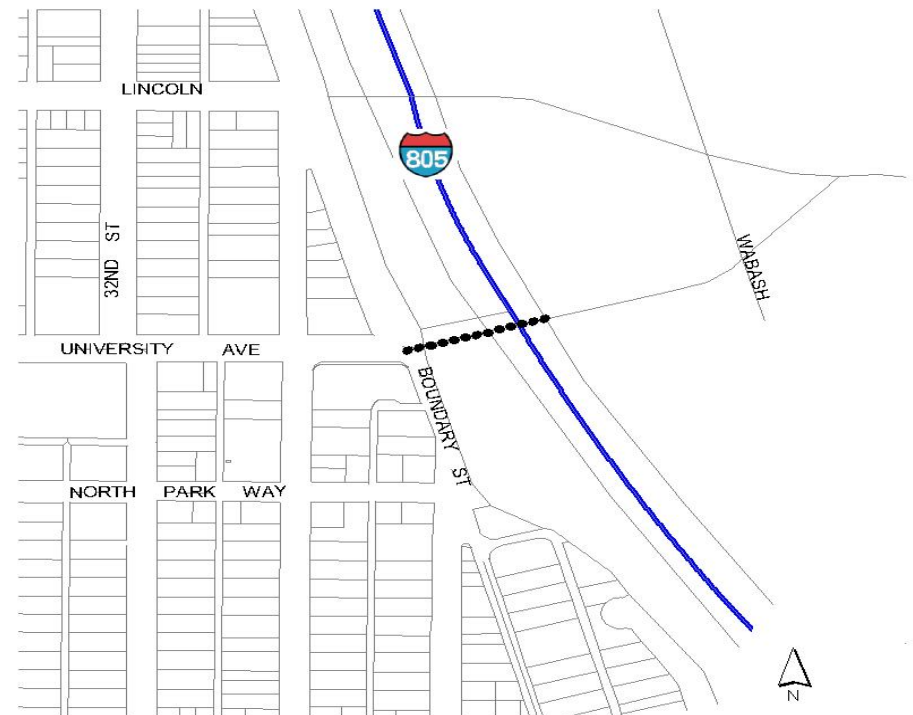 LINCOLN
805
32ND ST
WABASH
UNIVERSITY AVE
BOUNDARY ST
NORTH PARK WAY
N